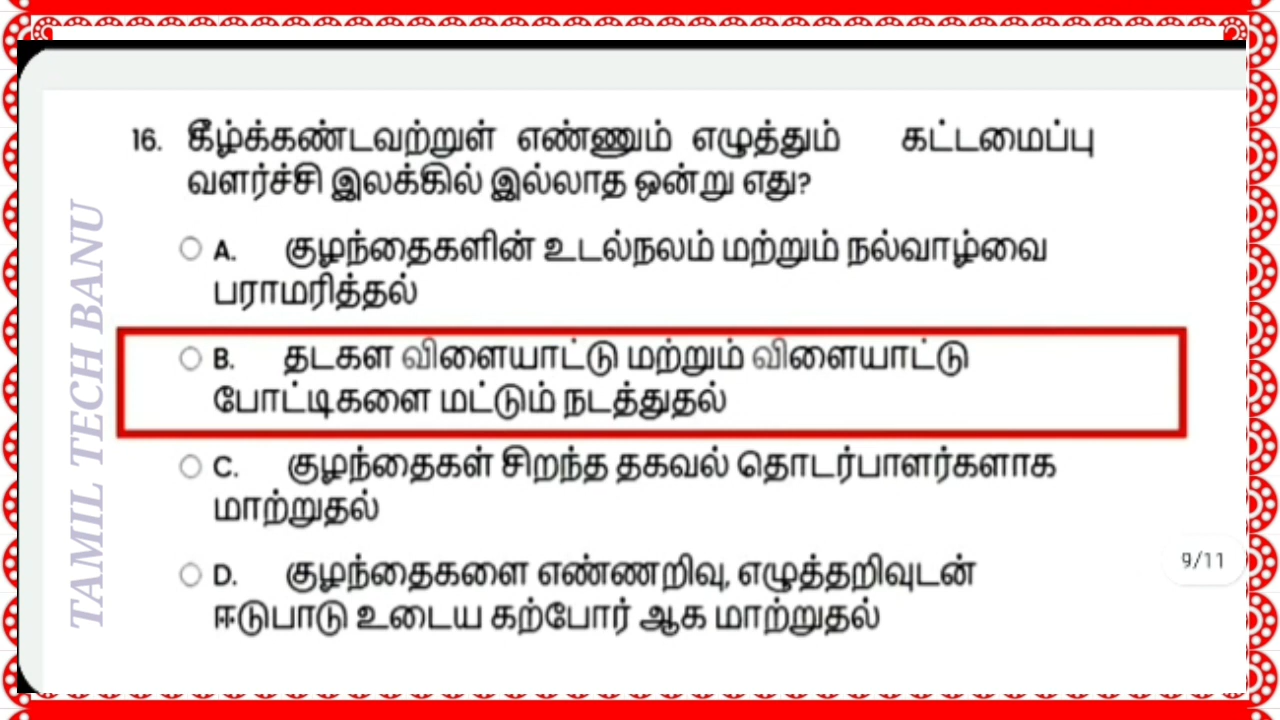 16. கீழ்க்கண்டவற்றுள் எண்ணும் எழுத்தும் கட்டமைப்பு
வளர்ச்சி இலக்கில் இல்லாத ஒன்று எது?
A. குழந்தைகளின் உடல்நலம் மற்றும் நல்வாழ்வை
பராமரித்தல்
B. தடகள விளையாட்டு மற்றும் விளையாட்டு
போட்டிகளை மட்டும் நடத்துதல்
C. குழந்தைகள் சிறந்த தகவல் தொடர்பாளர்களாக
மாற்றுதல்
D. குழந்தைகளை எண்ணறிவு, எழுத்தறிவுடன்
ஈடுபாடு உடைய கற்போர் ஆக மாற்றுதல்
9/11
TAMIL TECH BANU